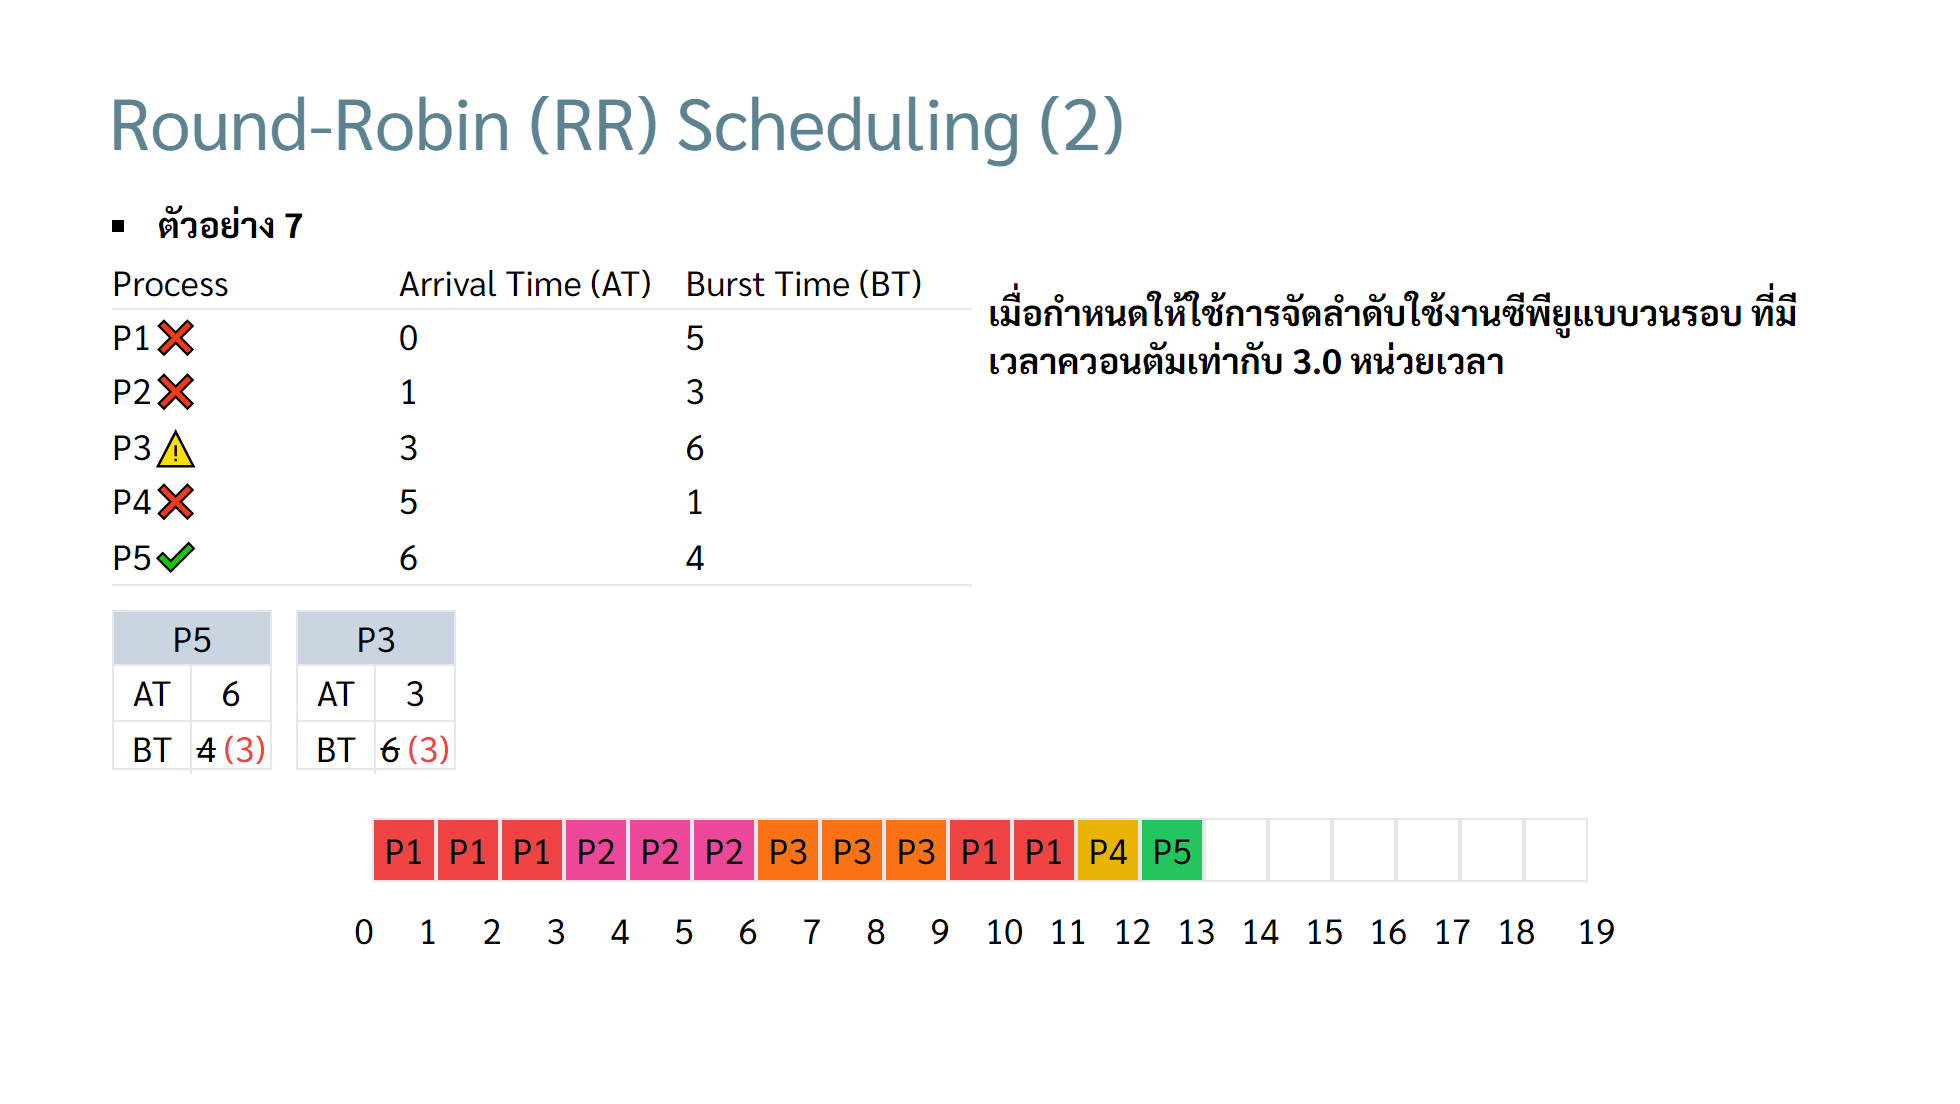 Round-Robin (RR) Scheduling (2)
▪ ตัวอย่าง 7
Process Arrival Time (AT) Burst Time (BT)
P1 0 5
P2 1 3
P3 3 6
P4 5 1
P5 6 4
เมื่อกำหนดให้ใช้การจัดลำดับใช้งานซีพียูแบบวนรอบ ที่มี
เวลาควอนตัมเท่ากับ 3.0 หน่วยเวลา
P5 P3
AT 6 AT 3
BT 4 (3) BT 6 (3)
P1 P1 P1 P2 P2 P2 P3 P3 P3 P1 P1 P4 P5
0 1 2 3 4 5 6 7 8 9 10 11 12 13 14 15 16 17 18 19